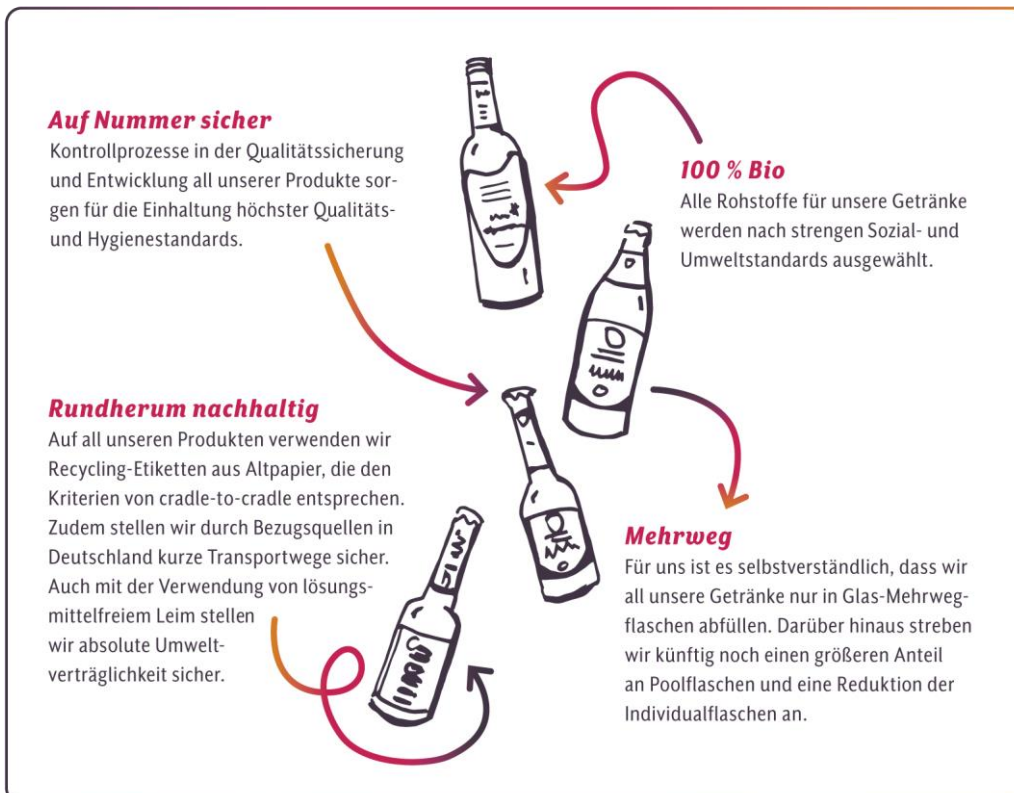 Auf Nummer sicher
Kontrollprozesse in der Qualitätssicherung
und Entwicklung all unserer Produkte sor-
gen für die Einhaltung höchster Qualitäts-
und Hygienestandards.
100 % Bio
Alle Rohstoffe für unsere Getränke
werden nach strengen Sozial- und
Umweltstandards ausgewählt.
Rundherum nachhaltig
Auf all unseren Produkten verwenden wir
Recycling-Etiketten aus Altpapier, die den
Kriterien von cradle-to-cradle entsprechen.
Zudem stellen wir durch Bezugsquellen in
Deutschland kurze Transportwege sicher.
Auch mit der Verwendung von lösungs-
mittelfreiem Leim stellen
wir absolute Umwelt-
verträglichkeit sicher.
Mehrweg
Für uns ist es selbstverständlich, dass wir
all unsere Getränke nur in Glas-Mehrweg-
flaschen abfüllen. Darüber hinaus streben
wir künftig noch einen größeren Anteil
an Poolflaschen und eine Reduktion der
Individualflaschen an.